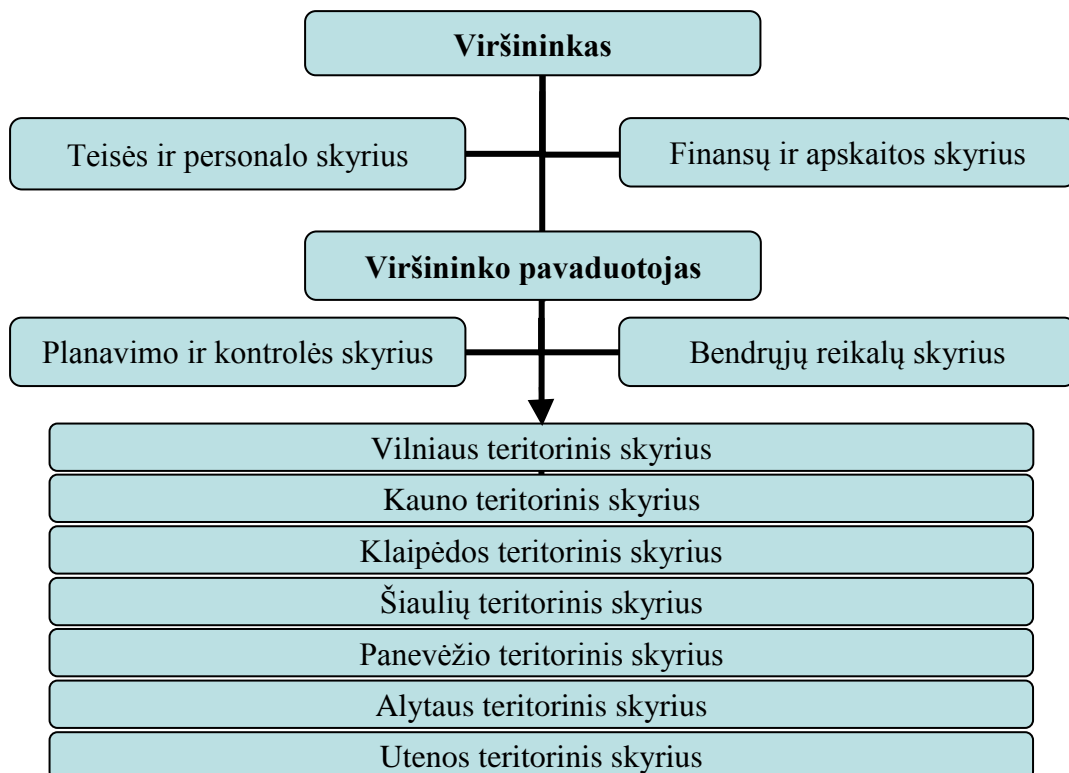 Viršininkas
Teisės ir personalo skyrius
Finansų ir apskaitos skyrius
Viršininko pavaduotojas
Planavimo ir kontrolės skyrius
Bendrųjų reikalų skyrius
Vilniaus teritorinis skyrius
Kauno teritorinis skyrius
Klaipėdos teritorinis skyrius
Šiaulių teritorinis skyrius
Panevėžio teritorinis skyrius
Alytaus teritorinis skyrius
Utenos teritorinis skyrius